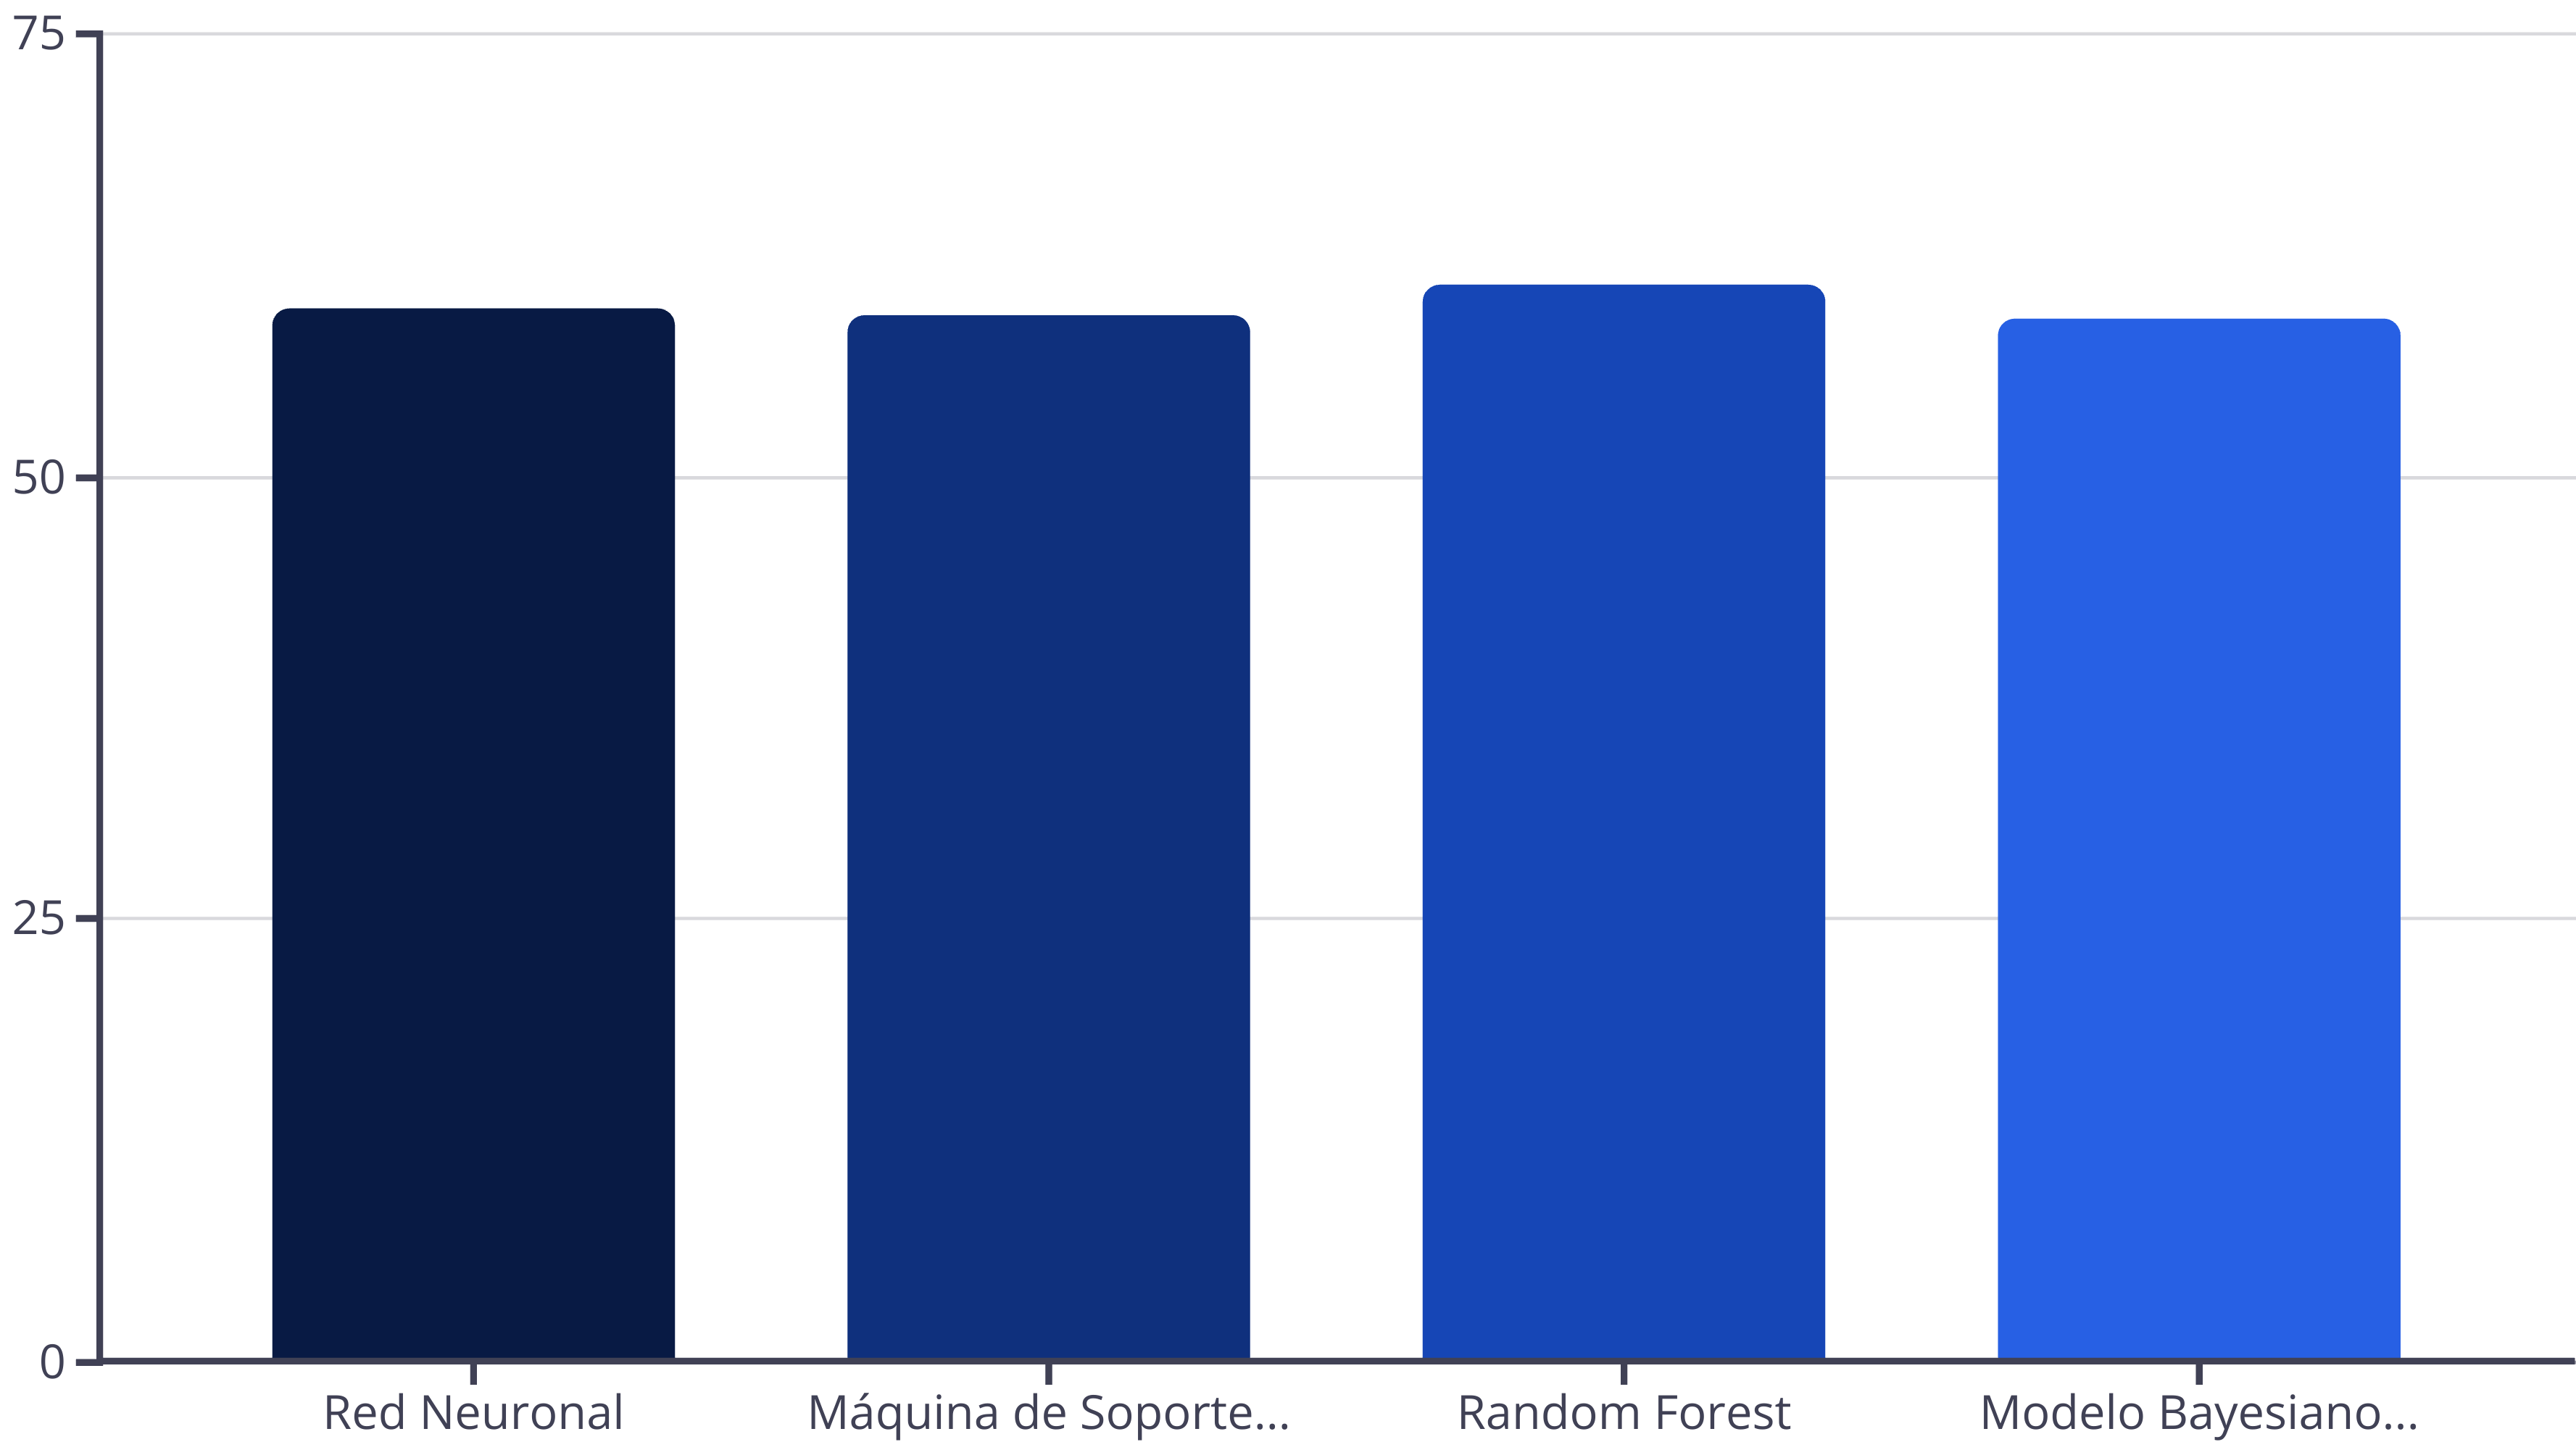 75
50
25
0
Red Neuronal
Máquina de Soporte...
Random Forest
Modelo Bayesiano...